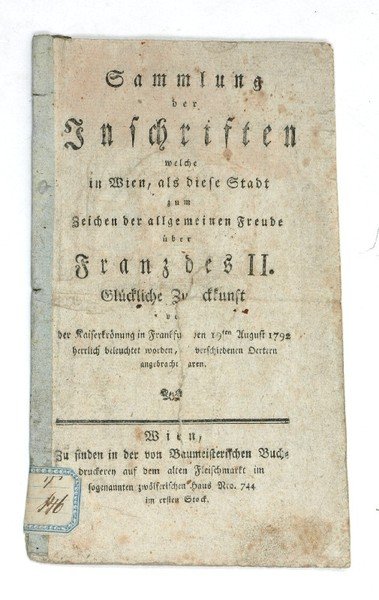 Sammlung
der
Inschriften
welche
in Wien, als diese Stadt
zum
Zeichen der allgemeinen Freude
über
Franz des II.
Glückliche
der Kaiserkrönung in 19ten August 1792
herrlich beleuchtet worden, verschiedenen Oertern
angebracht
Wien,
Zu finden in der von Baumeisterischen Buch-
druckerey auf dem alten Fleischmarkt im
sogenannten zwölferischen Haus Nro. 744
im ersten Stock.